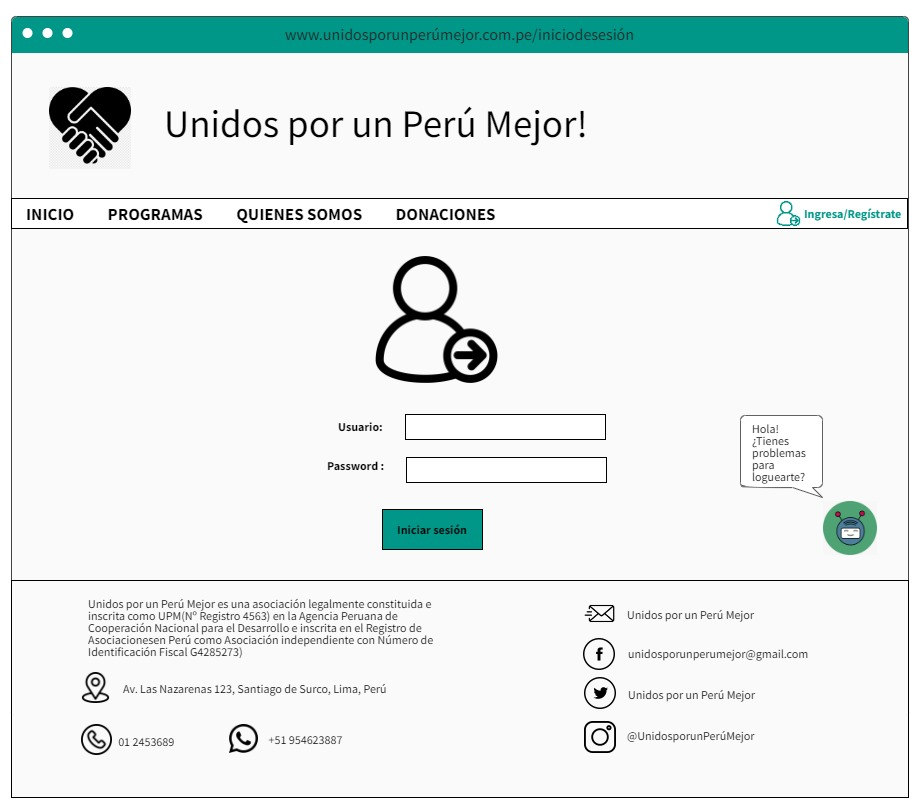 www.unidosporunperúmejor.com.pe/iniciodesesión
Unidos por un Perú Mejor!
INICIO PROGRAMAS QUIENES SOMOS DONACIONES Ingresa/Regístrate
Usuario:
Password :
Iniciar sesión
Hola!
¿Tienes
problemas
para
loguearte?
Unidos por un Perú Mejor es una asociación legalmente constituida e
inscrita como UPM(Nº Registro 4563) en la Agencia Peruana de
Cooperación Nacional para el Desarrollo e inscrita en el Registro de
Asociacionesen Perú como Asociación independiente con Número de
Identificación Fiscal G4285273)
Av. Las Nazarenas 123, Santiago de Surco, Lima, Perú
01 2453689
+51 954623887
Unidos por un Perú Mejor
unidosporunperumejor@gmail.com
Unidos por un Perú Mejor
@UnidosporunPerúMejor